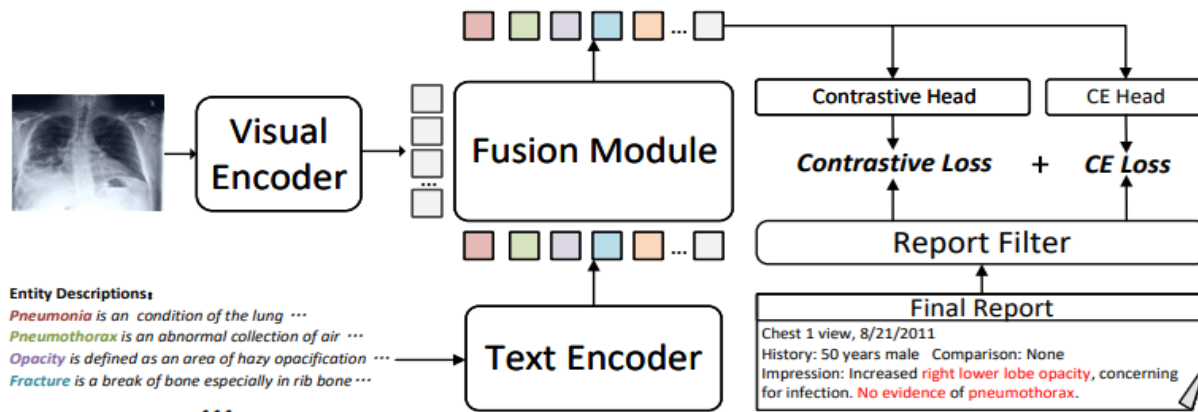 Visual
Encoder
...
Fusion Module
...
...
Contrastive Head
CE Head
Contrastive Loss + CE Loss
Report Filter
Entity Descriptions:
Pneumonia is an condition of the lung ...
Pneumothorax is an abnormal collection of air ...
Opacity is defined as an area of hazy opacification ...
Fracture is a break of bone especially in rib bone ...
...
Text Encoder
Final Report
Chest 1 view, 8/21/2011
History: 50 years male Comparison: None
Impression: Increased right lower lobe opacity, concerning
for infection. No evidence of pneumothorax.